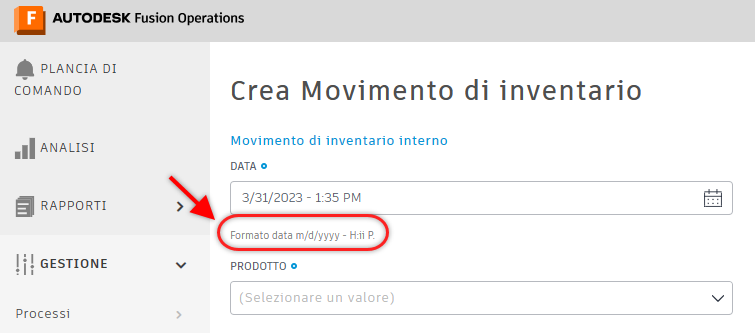 F AUTODESK Fusion Operations
PLANCIA DI
COMANDO
ANALISI
RAPPORTI
GESTIONE
Processi
Crea Movimento di inventario
Movimento di inventario interno
DATA
3/31/2023 - 1:35 PM
Formato data m/d/yyyy - H:ii P.
PRODOTTO
(Selezionare un valore)